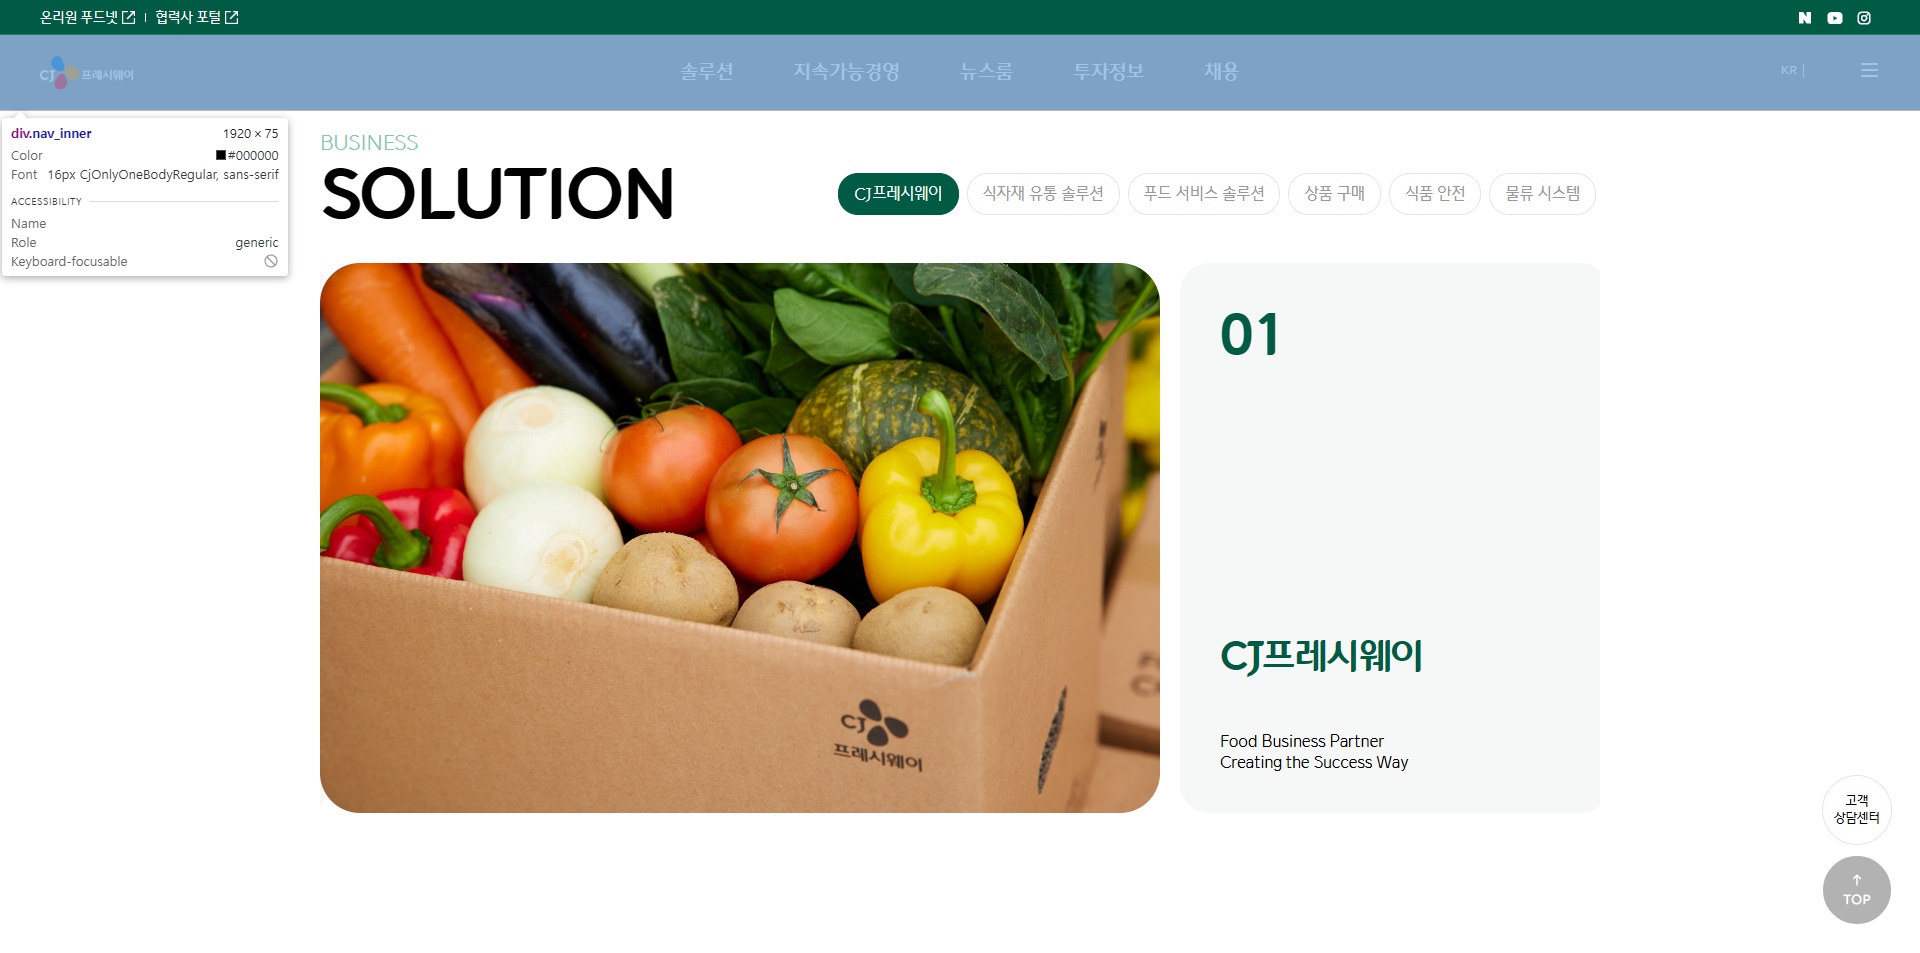 온리원 푸드넷
협력사 포털
CJ 프레시웨이
솔루션 지속가능경영 뉴스룸 투자정보 채용
KR
div.nav_inner 1920 × 75
Color #000000
Font 16px CjOnlyOneBodyRegular, sans-serif
ACCESSIBILITY
Name
Role generic
Keyboard-focusable
BUSINESS
SOLUTION
CJ프레시웨이 식자재 유통 솔루션 푸드 서비스 솔루션 상품 구매 식품 안전 물류 시스템
CJ
프레시웨이
01
CJ프레시웨이
Food Business Partner
Creating the Success Way
고객
상담센터
TOP